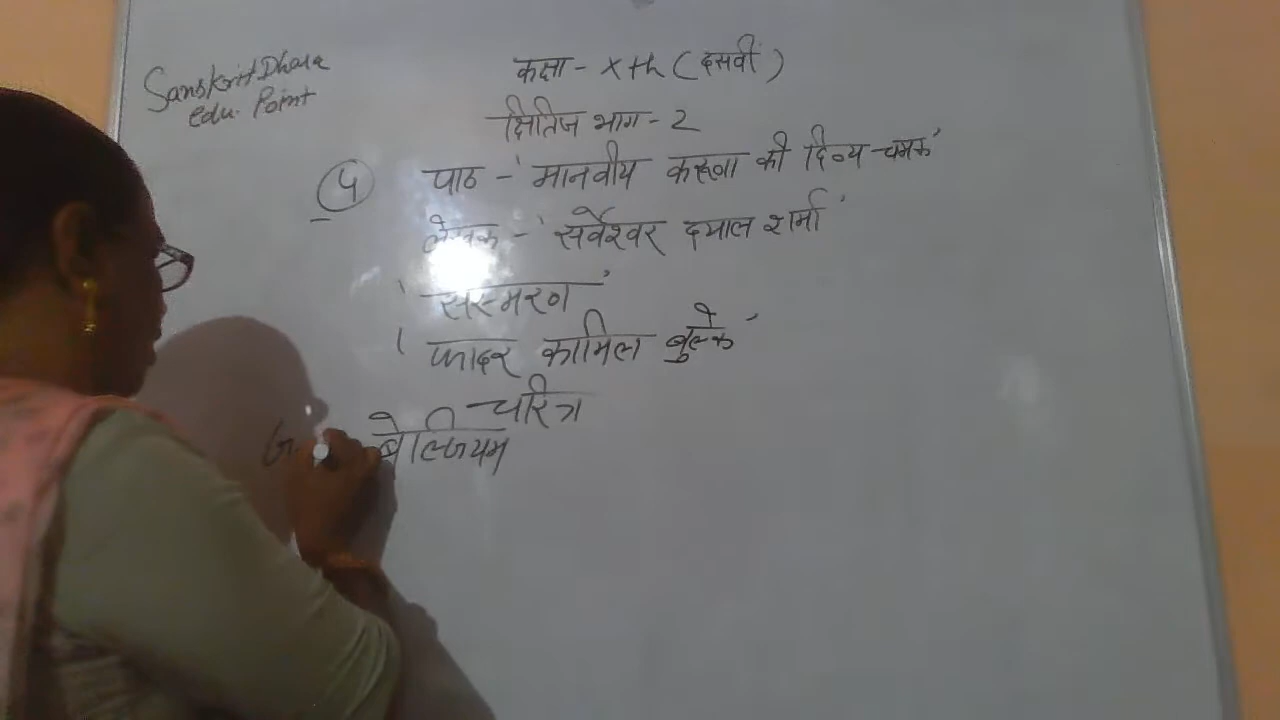 Sanskrit Dhara
edu. Point
कक्षा - Xth (दसवीं)
क्षितिज भाग - 2
५ पाठ - 'मानवीय करूणा की दिव्य चमक'
लेखक - 'सर्वेश्वर दयाल शर्मा'
'संस्मरण'
'फादर कामिल बुल्के'
चरित्र
बेल्जियम